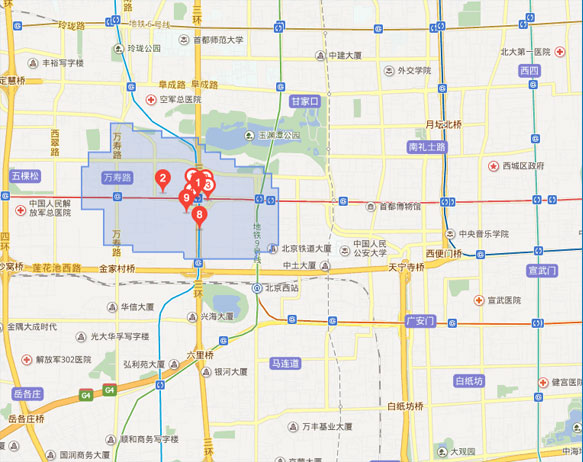 玲珑路
地铁6号线
三环
首都师范大学
玲珑公园
中建大厦
北大第一医院
丰裕写字楼
外交学院
西四
定慧桥
阜成路
阜成路
空军总医院
甘家口
月坛北桥
西翠路
万寿路
玉渊潭公园
南礼士路
西城区政府
五棵松
万寿路
2
1
3
9
8
中国人民解放军总医院
首都博物馆
中央音乐学院
四环
万寿路
地铁9号线
北京铁道大厦
中国人民公安大学
西便门桥
沙窝桥
莲花池西路
金家村桥
中土大厦
天宁寺桥
宣武门
三环
北京西站
宣武医院
华信大厦
兴海大厦
广安门
金隅大成时代
光大华孚写字楼
解放军302医院
六里桥
弘利苑大厦
银河大厦
马连道
白纸坊
健宫医院
岳各庄
G4
G4
岳各庄桥
白纸坊桥
万丰基业大厦
顺和商务写字楼
国润商务大厦
三环
大观园
中海